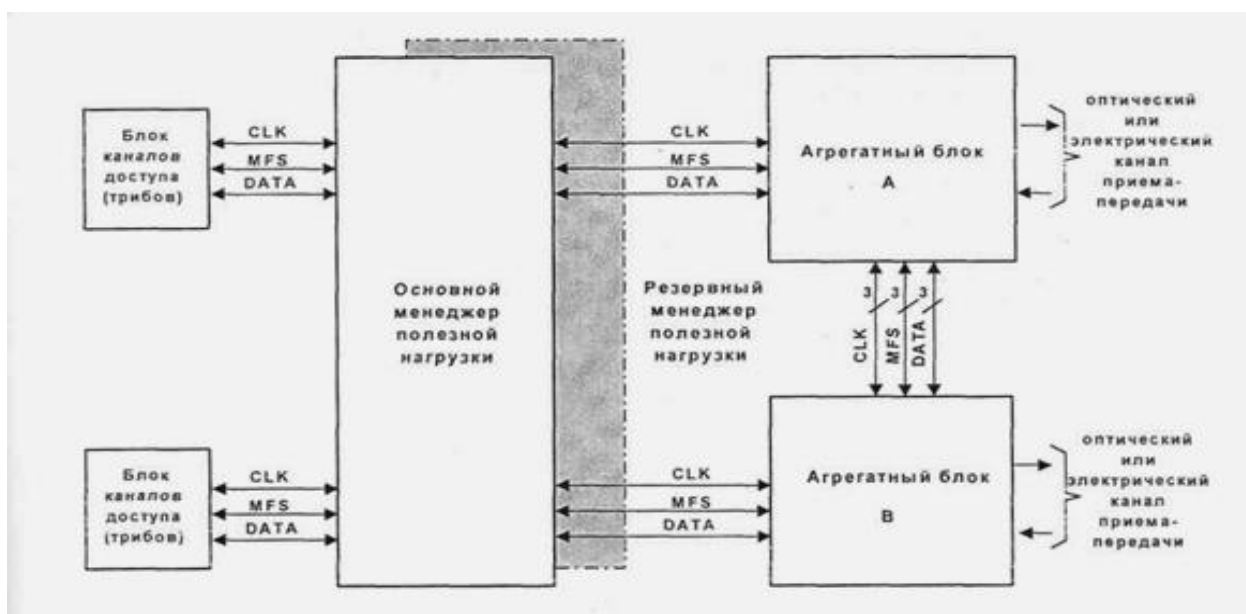 Блок
каналов
доступа
(трибов)
CLK
MFS
DATA
Основной
менеджер
полезной
нагрузки
Резервный
менеджер
полезной
нагрузки
CLK
MFS
DATA
Агрегатный блок
А
оптический
или
электрический
канал
приема-
передачи
3
3
3
CLK
MFS
DATA
Блок
каналов
доступа
(трибов)
CLK
MFS
DATA
CLK
MFS
DATA
Агрегатный блок
В
оптический
или
электрический
канал
приема-
передачи